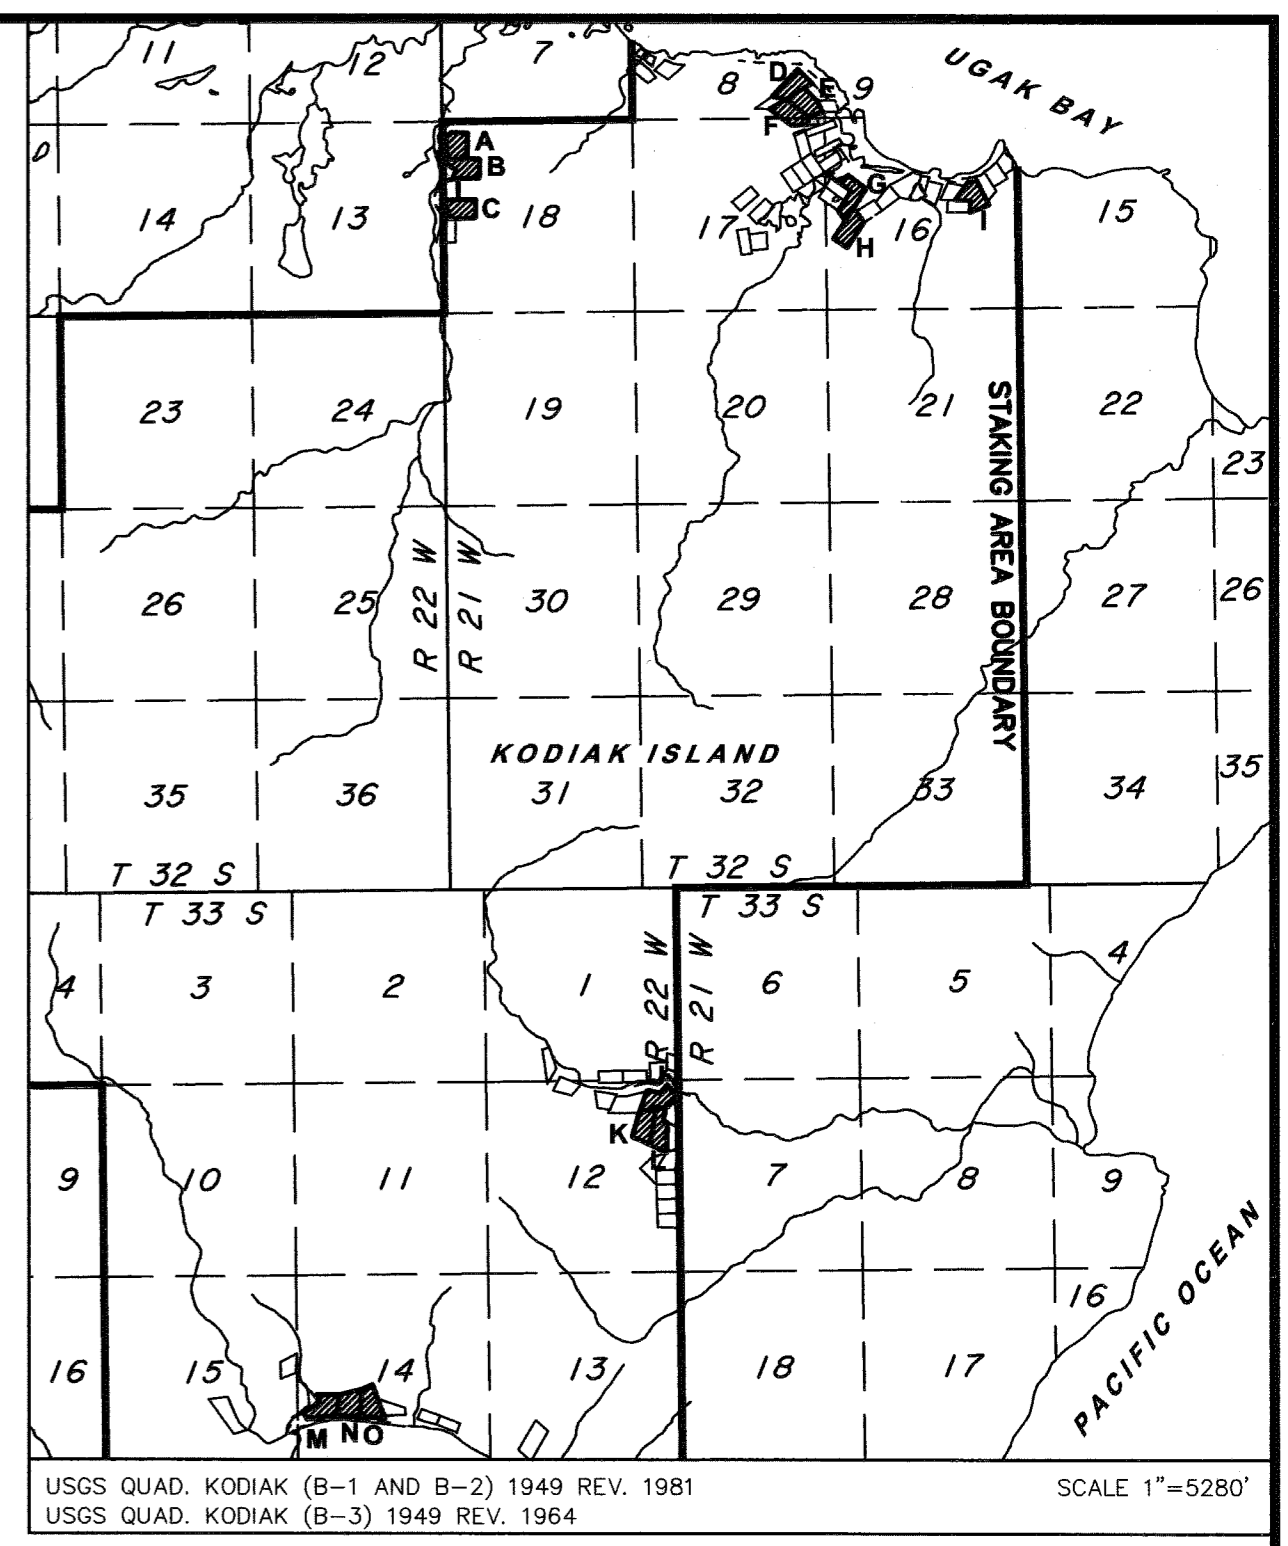 11
12
7
8
D
E
9
UGAK BAY
F
A
B
C
14
13
18
17
G
H
16
I
15
23
24
19
20
21
22
23
STAKING AREA BOUNDARY
R 22 W
R 21 W
26
25
30
29
28
27
26
KODIAK ISLAND
35
36
31
32
33
34
35
T 32 S
T 32 S
T 33 S
T 33 S
4
3
2
1
R 22 W
R 21 W
6
5
4
K
9
10
11
12
7
8
9
PACIFIC OCEAN
16
16
15
14
13
18
17
M
N
O
USGS QUAD. KODIAK (B-1 AND B-2) 1949 REV. 1981
SCALE 1"=5280'
USGS QUAD. KODIAK (B-3) 1949 REV. 1964